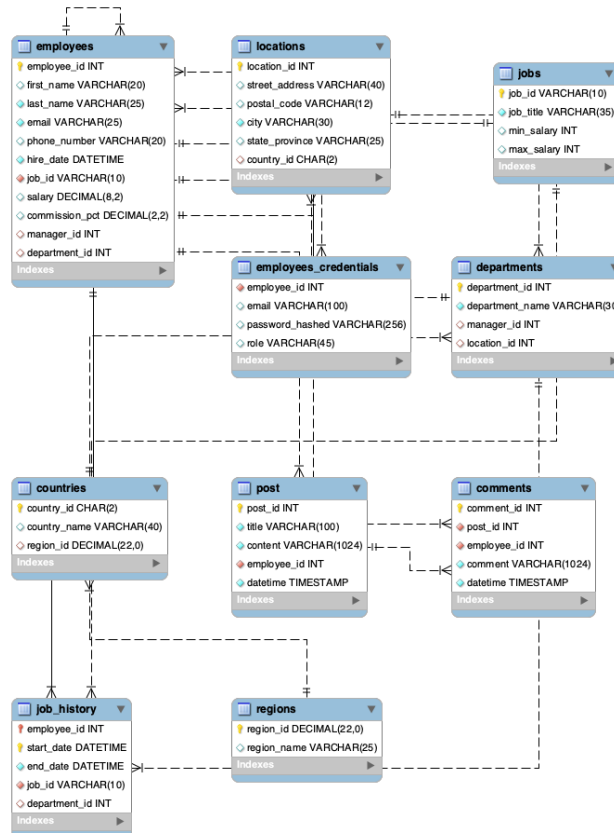 employees
employee_id INT
first_name VARCHAR(20)
last_name VARCHAR(25)
email VARCHAR(25)
phone_number VARCHAR(20)
hire_date DATETIME
job_id VARCHAR(10)
salary DECIMAL(8,2)
commission_pct DECIMAL(2,2)
manager_id INT
department_id INT
Indexes
locations
location_id INT
street_address VARCHAR(40)
postal_code VARCHAR(12)
city VARCHAR(30)
state_province VARCHAR(25)
country_id CHAR(2)
Indexes
jobs
job_id VARCHAR(10)
job_title VARCHAR(35)
min_salary INT
max_salary INT
Indexes
employees_credentials
employee_id INT
email VARCHAR(100)
password_hashed VARCHAR(256)
role VARCHAR(45)
Indexes
departments
department_id INT
department_name VARCHAR(30
manager_id INT
location_id INT
Indexes
countries
country_id CHAR(2)
country_name VARCHAR(40)
region_id DECIMAL(22,0)
Indexes
post
post_id INT
title VARCHAR(100)
content VARCHAR(1024)
employee_id INT
datetime TIMESTAMP
Indexes
comments
comment_id INT
post_id INT
employee_id INT
comment VARCHAR(1024)
datetime TIMESTAMP
Indexes
job_history
employee_id INT
start_date DATETIME
end_date DATETIME
job_id VARCHAR(10)
department_id INT
Indexes
regions
region_id DECIMAL(22,0)
region_name VARCHAR(25)
Indexes